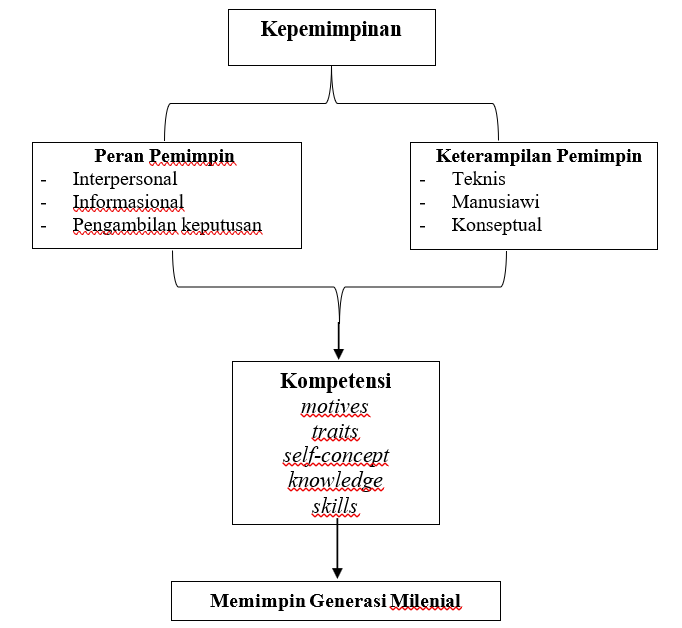 Kepemimpinan
Peran Pemimpin
- Interpersonal
- Informasional
- Pengambilan keputusan
Keterampilan Pemimpin
- Teknis
- Manusiawi
- Konseptual
Kompetensi
motives
traits
self-concept
knowledge
skills
Memimpin Generasi Milenial